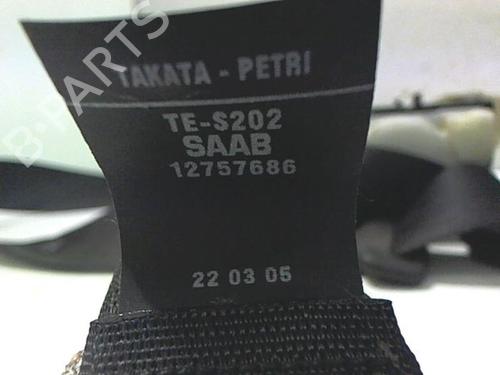 B-PARTS
TAKATA - PETRI
TE-S202
SAAB
12757686
22 03 05